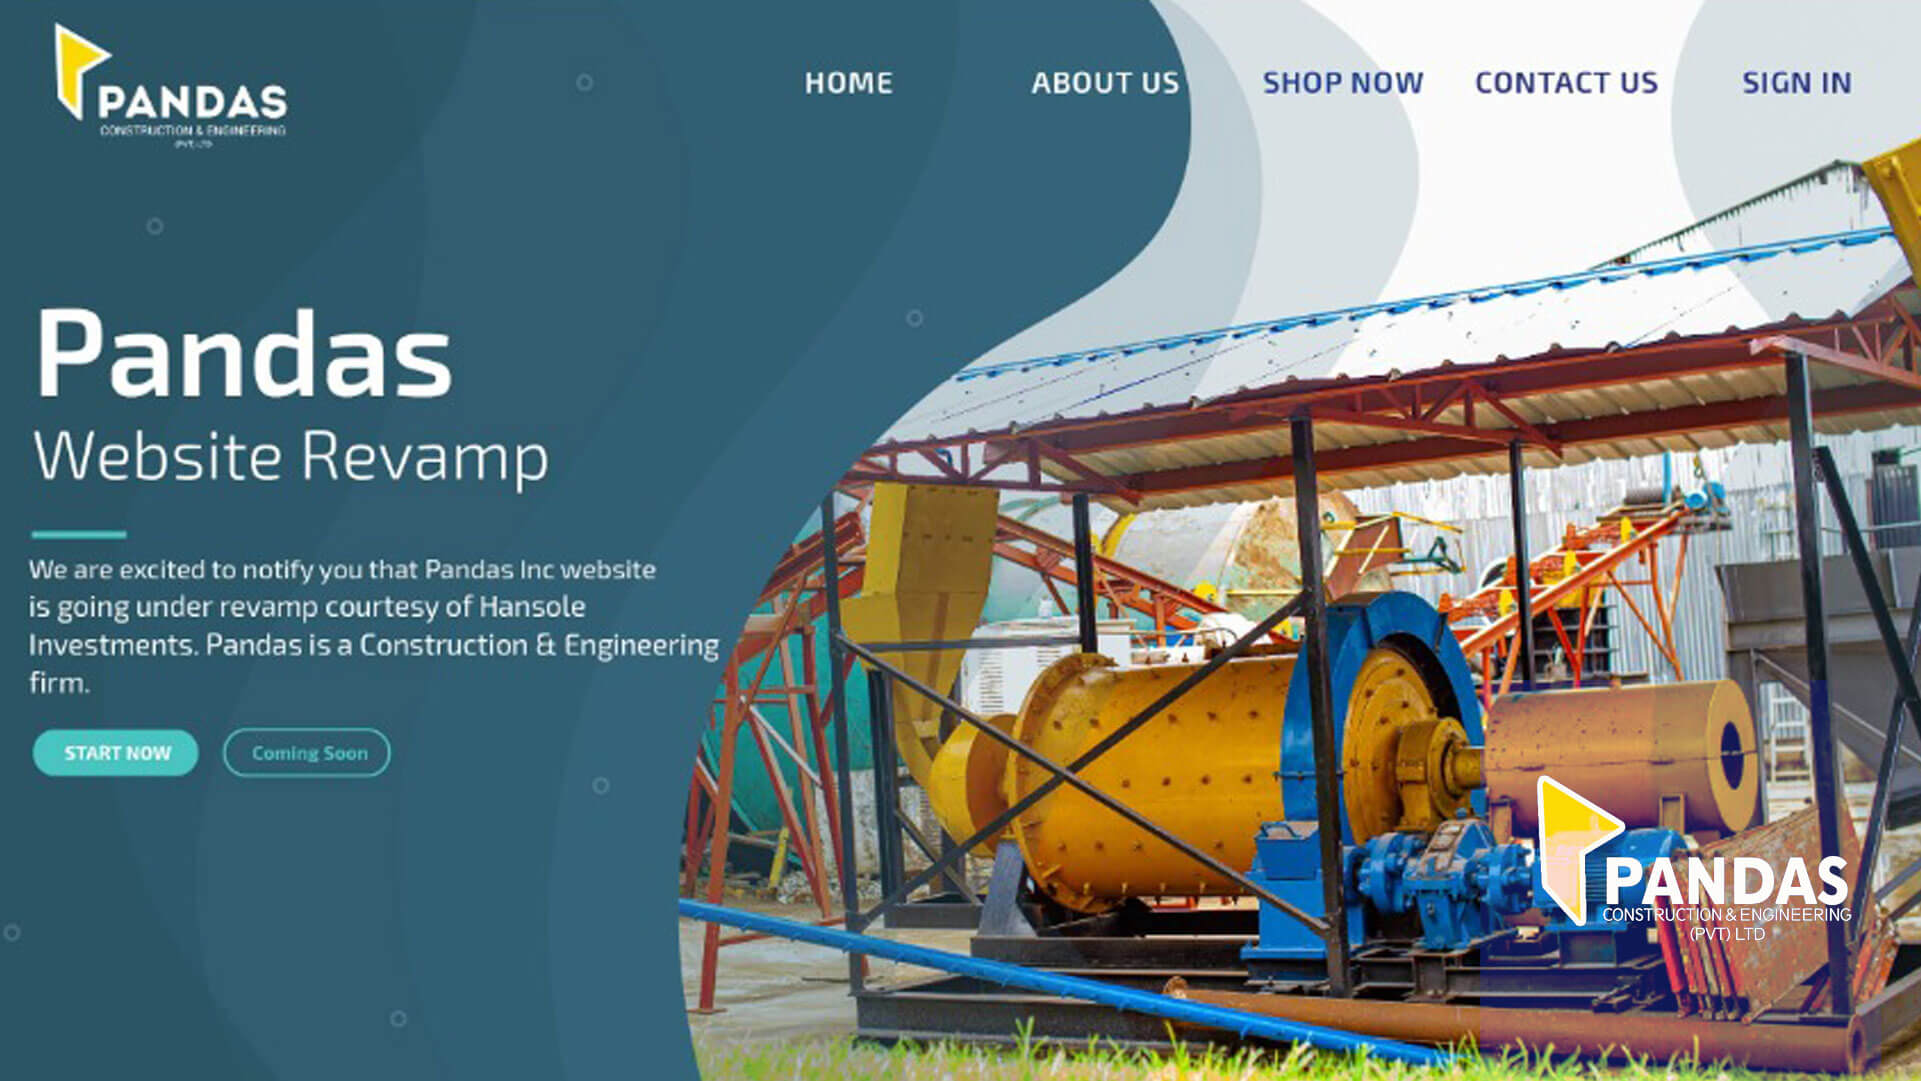 PANDAS
CONSTRUCTION & ENGINEERING
(PVT) LTD
HOME
ABOUT US
SHOP NOW
CONTACT US
SIGN IN
Pandas
Website Revamp
We are excited to notify you that Pandas Inc website
is going under revamp courtesy of Hansole
Investments. Pandas is a Construction & Engineering
firm.
START NOW
Coming Soon
PANDAS
CONSTRUCTION & ENGINEERING
(PVT) LTD